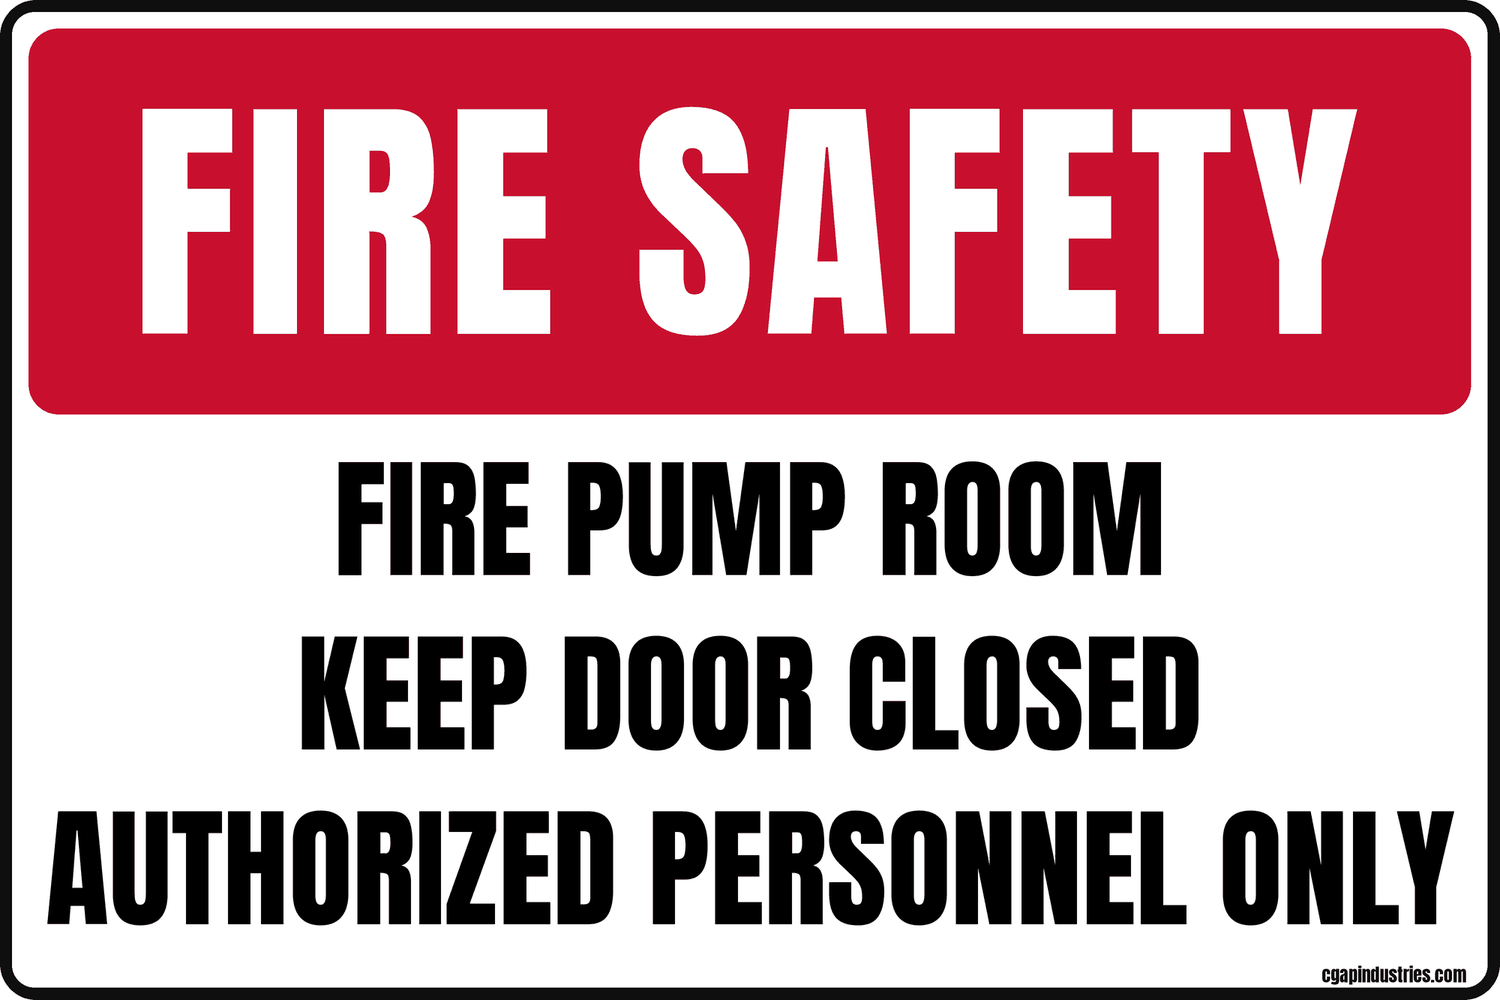 FIRE SAFETY
FIRE PUMP ROOM
KEEP DOOR CLOSED
AUTHORIZED PERSONNEL ONLY
cgapindustries.com